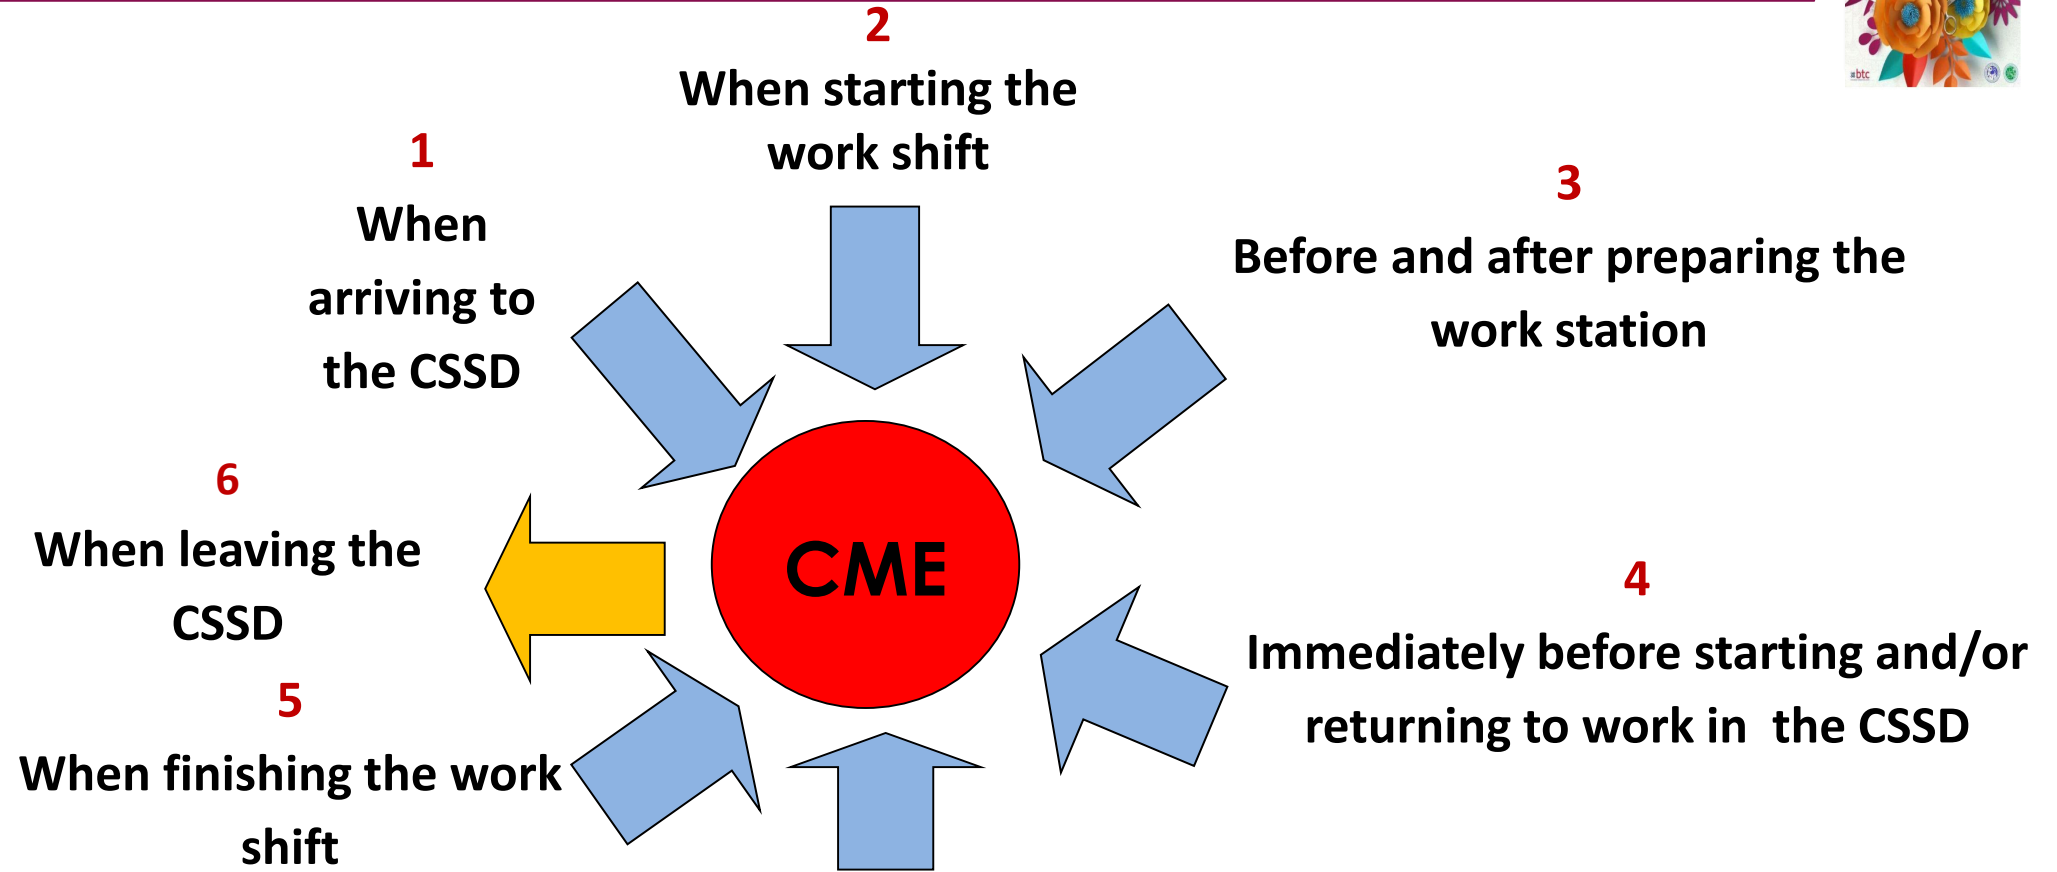 2
When starting the
work shift
1
When
arriving to
the CSSD
3
Before and after preparing the
work station
6
When leaving the
CSSD
CME
4
Immediately before starting and/or
returning to work in  the CSSD
5
When finishing the work
shift
btc